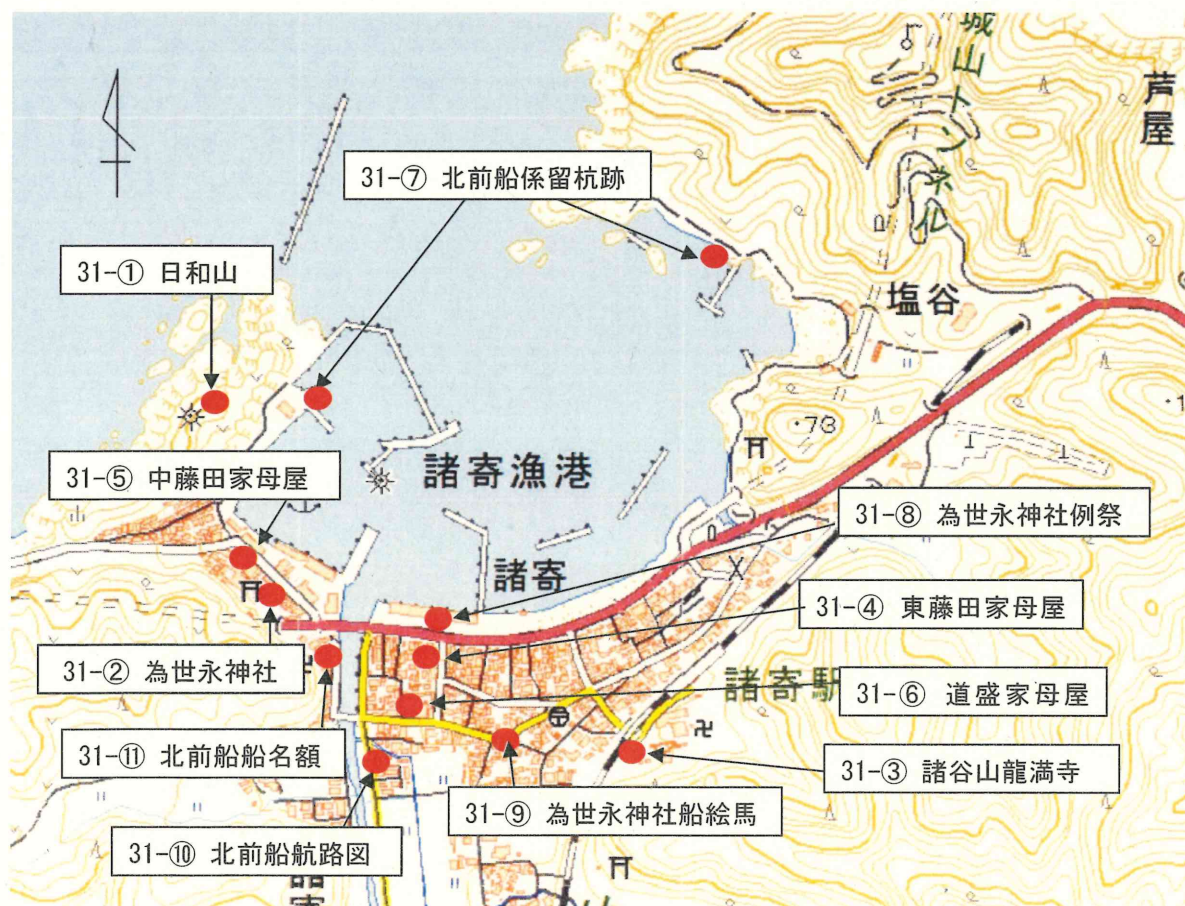 城山トンネル
芦屋
31-⑦ 北前船係留杭跡
31-① 日和山
塩谷
・73
31-⑤ 中藤田家母屋
諸寄漁港
31-⑧ 為世永神社例祭
諸寄
31-④ 東藤田家母屋
31-② 為世永神社
諸寄駅
31-⑥ 道盛家母屋
31-⑪ 北前船船名額
31-③ 諸谷山龍満寺
31-⑨ 為世永神社船絵馬
31-⑩ 北前船航路図